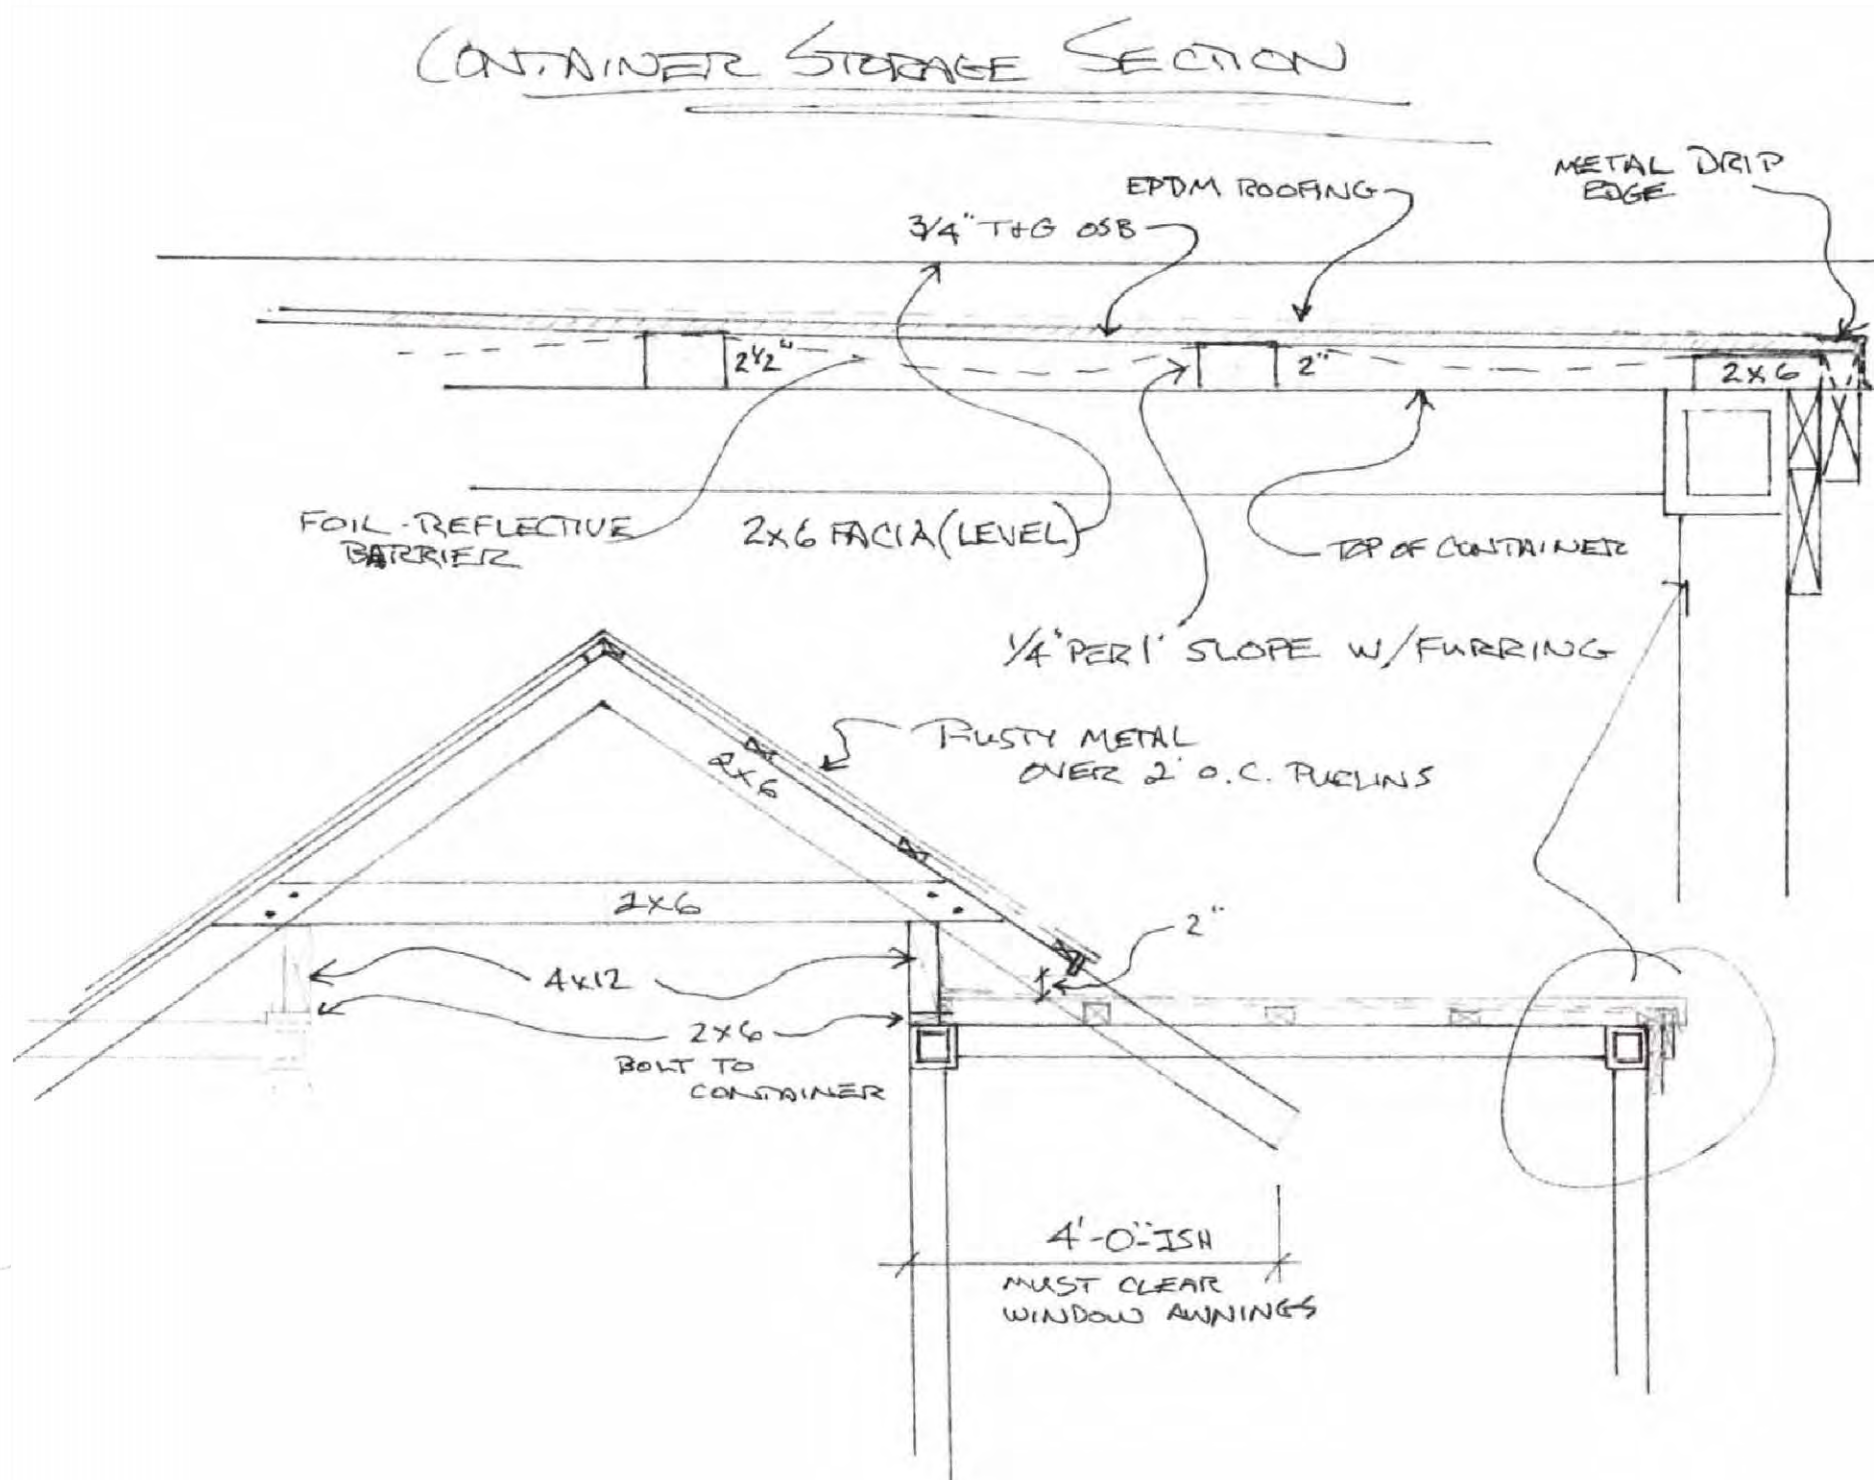 CONTAINER STORAGE SECTION
METAL DRIP
EDGE
EPDM ROOFING
3/4" T+G OSB
2 1/2"
2"
2x6
FOIL-REFLECTIVE
BARRIER
2x6 FACIA (LEVEL)
TOP OF CONTAINER
1/4" PER 1' SLOPE W/FURRING
RUSTY METAL
OVER 2' O.C. PURLINS
2x6
2x6
2"
4x12
2x6
BOLT TO
CONTAINER
4'-0"-ISH
MUST CLEAR
WINDOW AWNINGS